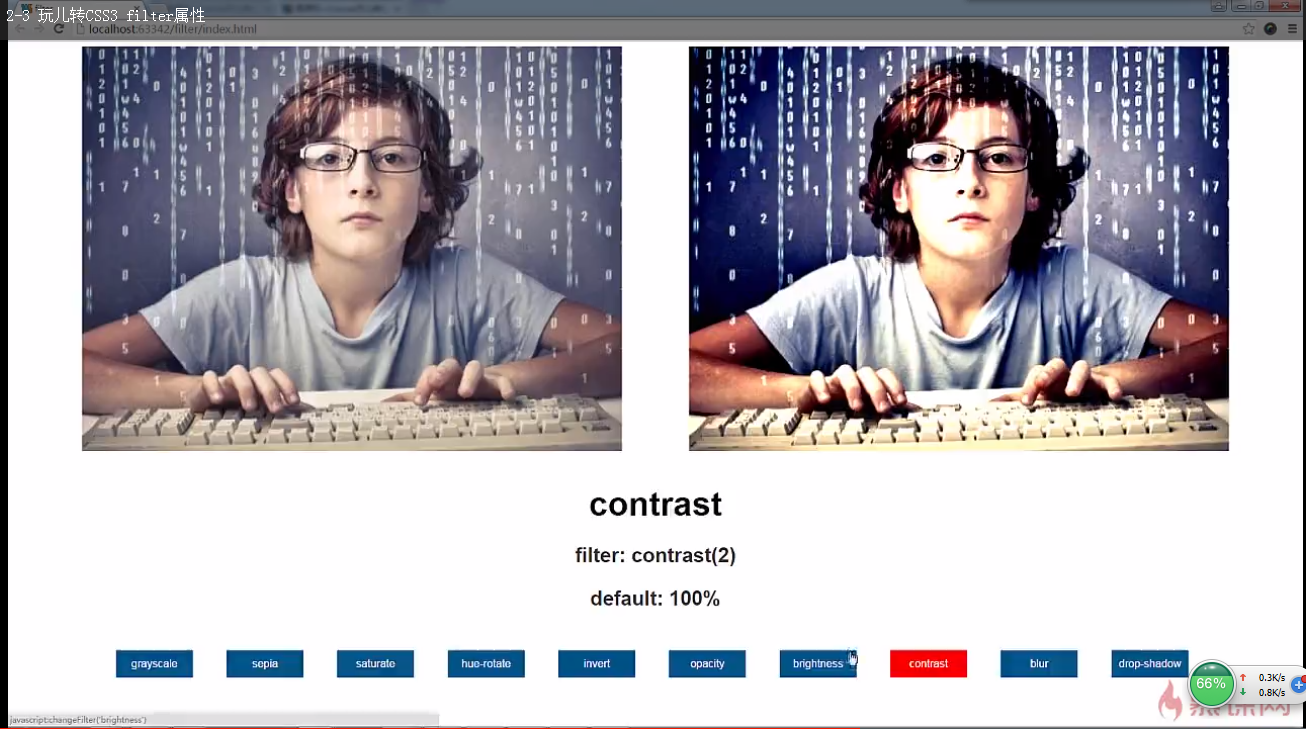 2-3 玩儿转CSS3 filter属性
localhost:63342/filter/index.html
contrast
filter: contrast(2)
default: 100%
grayscale
sepia
saturate
hue-rotate
invert
opacity
brightness
contrast
blur
drop-shadow
66%
0.3K/s
0.8K/s
javascript:changeFilter('brightness')